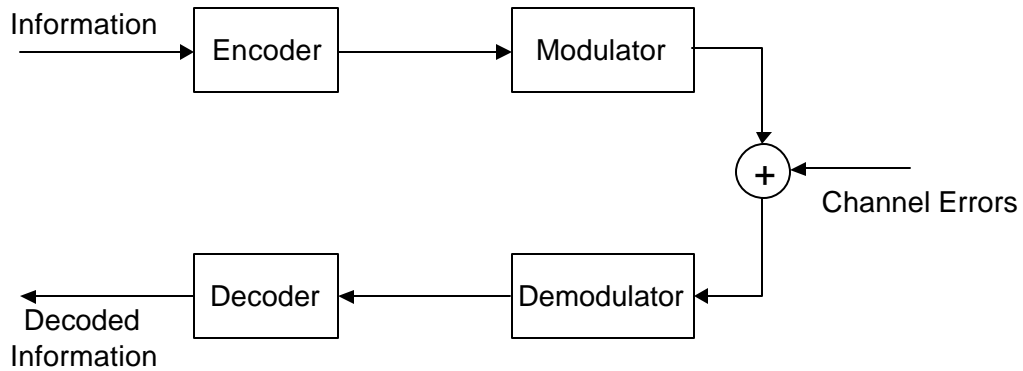 Information
Encoder
Modulator
+
Channel Errors
Decoder
Demodulator
Decoded
Information